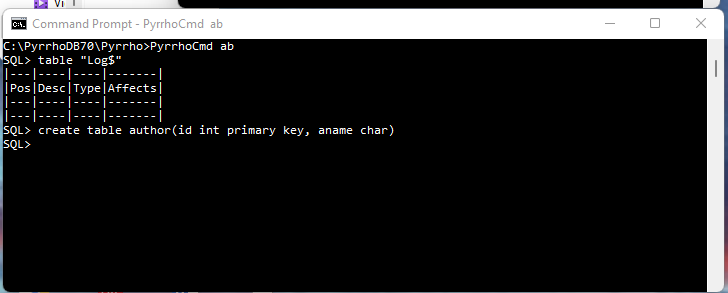 Vi
Command Prompt - PyrrhoCmd ab
C:\PyrrhoDB70\Pyrrho>PyrrhoCmd ab
SQL> table "Log$"
|---|----|----|-------|
|Pos|Desc|Type|Affects|
|---|----|----|-------|
|---|----|----|-------|
SQL> create table author(id int primary key, aname char)
SQL>